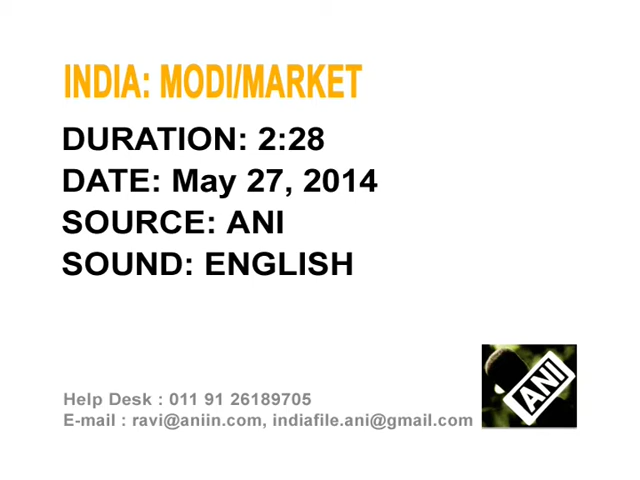 INDIA: MODI/MARKET
DURATION: 2:28
DATE: May 27, 2014
SOURCE: ANI
SOUND: ENGLISH
Help Desk : 011 91 26189705
E-mail : ravi@aniin.com, indiafile.ani@gmail.com
ANI